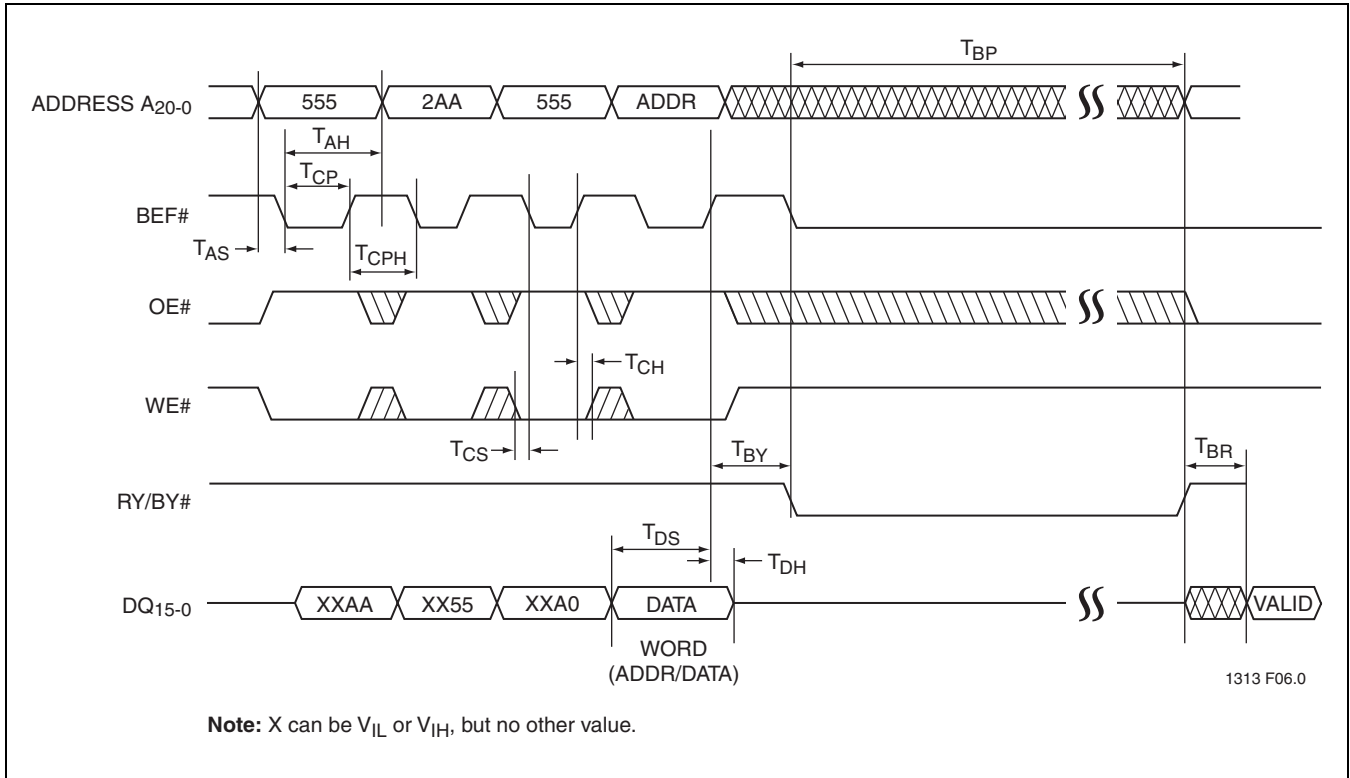 TBP
ADDRESS A20-0 555 2AA 555 ADDR
TAH
TCP
BEF#
TAS TCPH
OE#
TCH
WE#
TCS
TBY TBR
RY/BY#
TDS
TDH
DQ15-0 XXAA XX55 XXA0 DATA VALID
WORD
(ADDR/DATA)
1313 F06.0
Note: X can be VIL or VIH, but no other value.